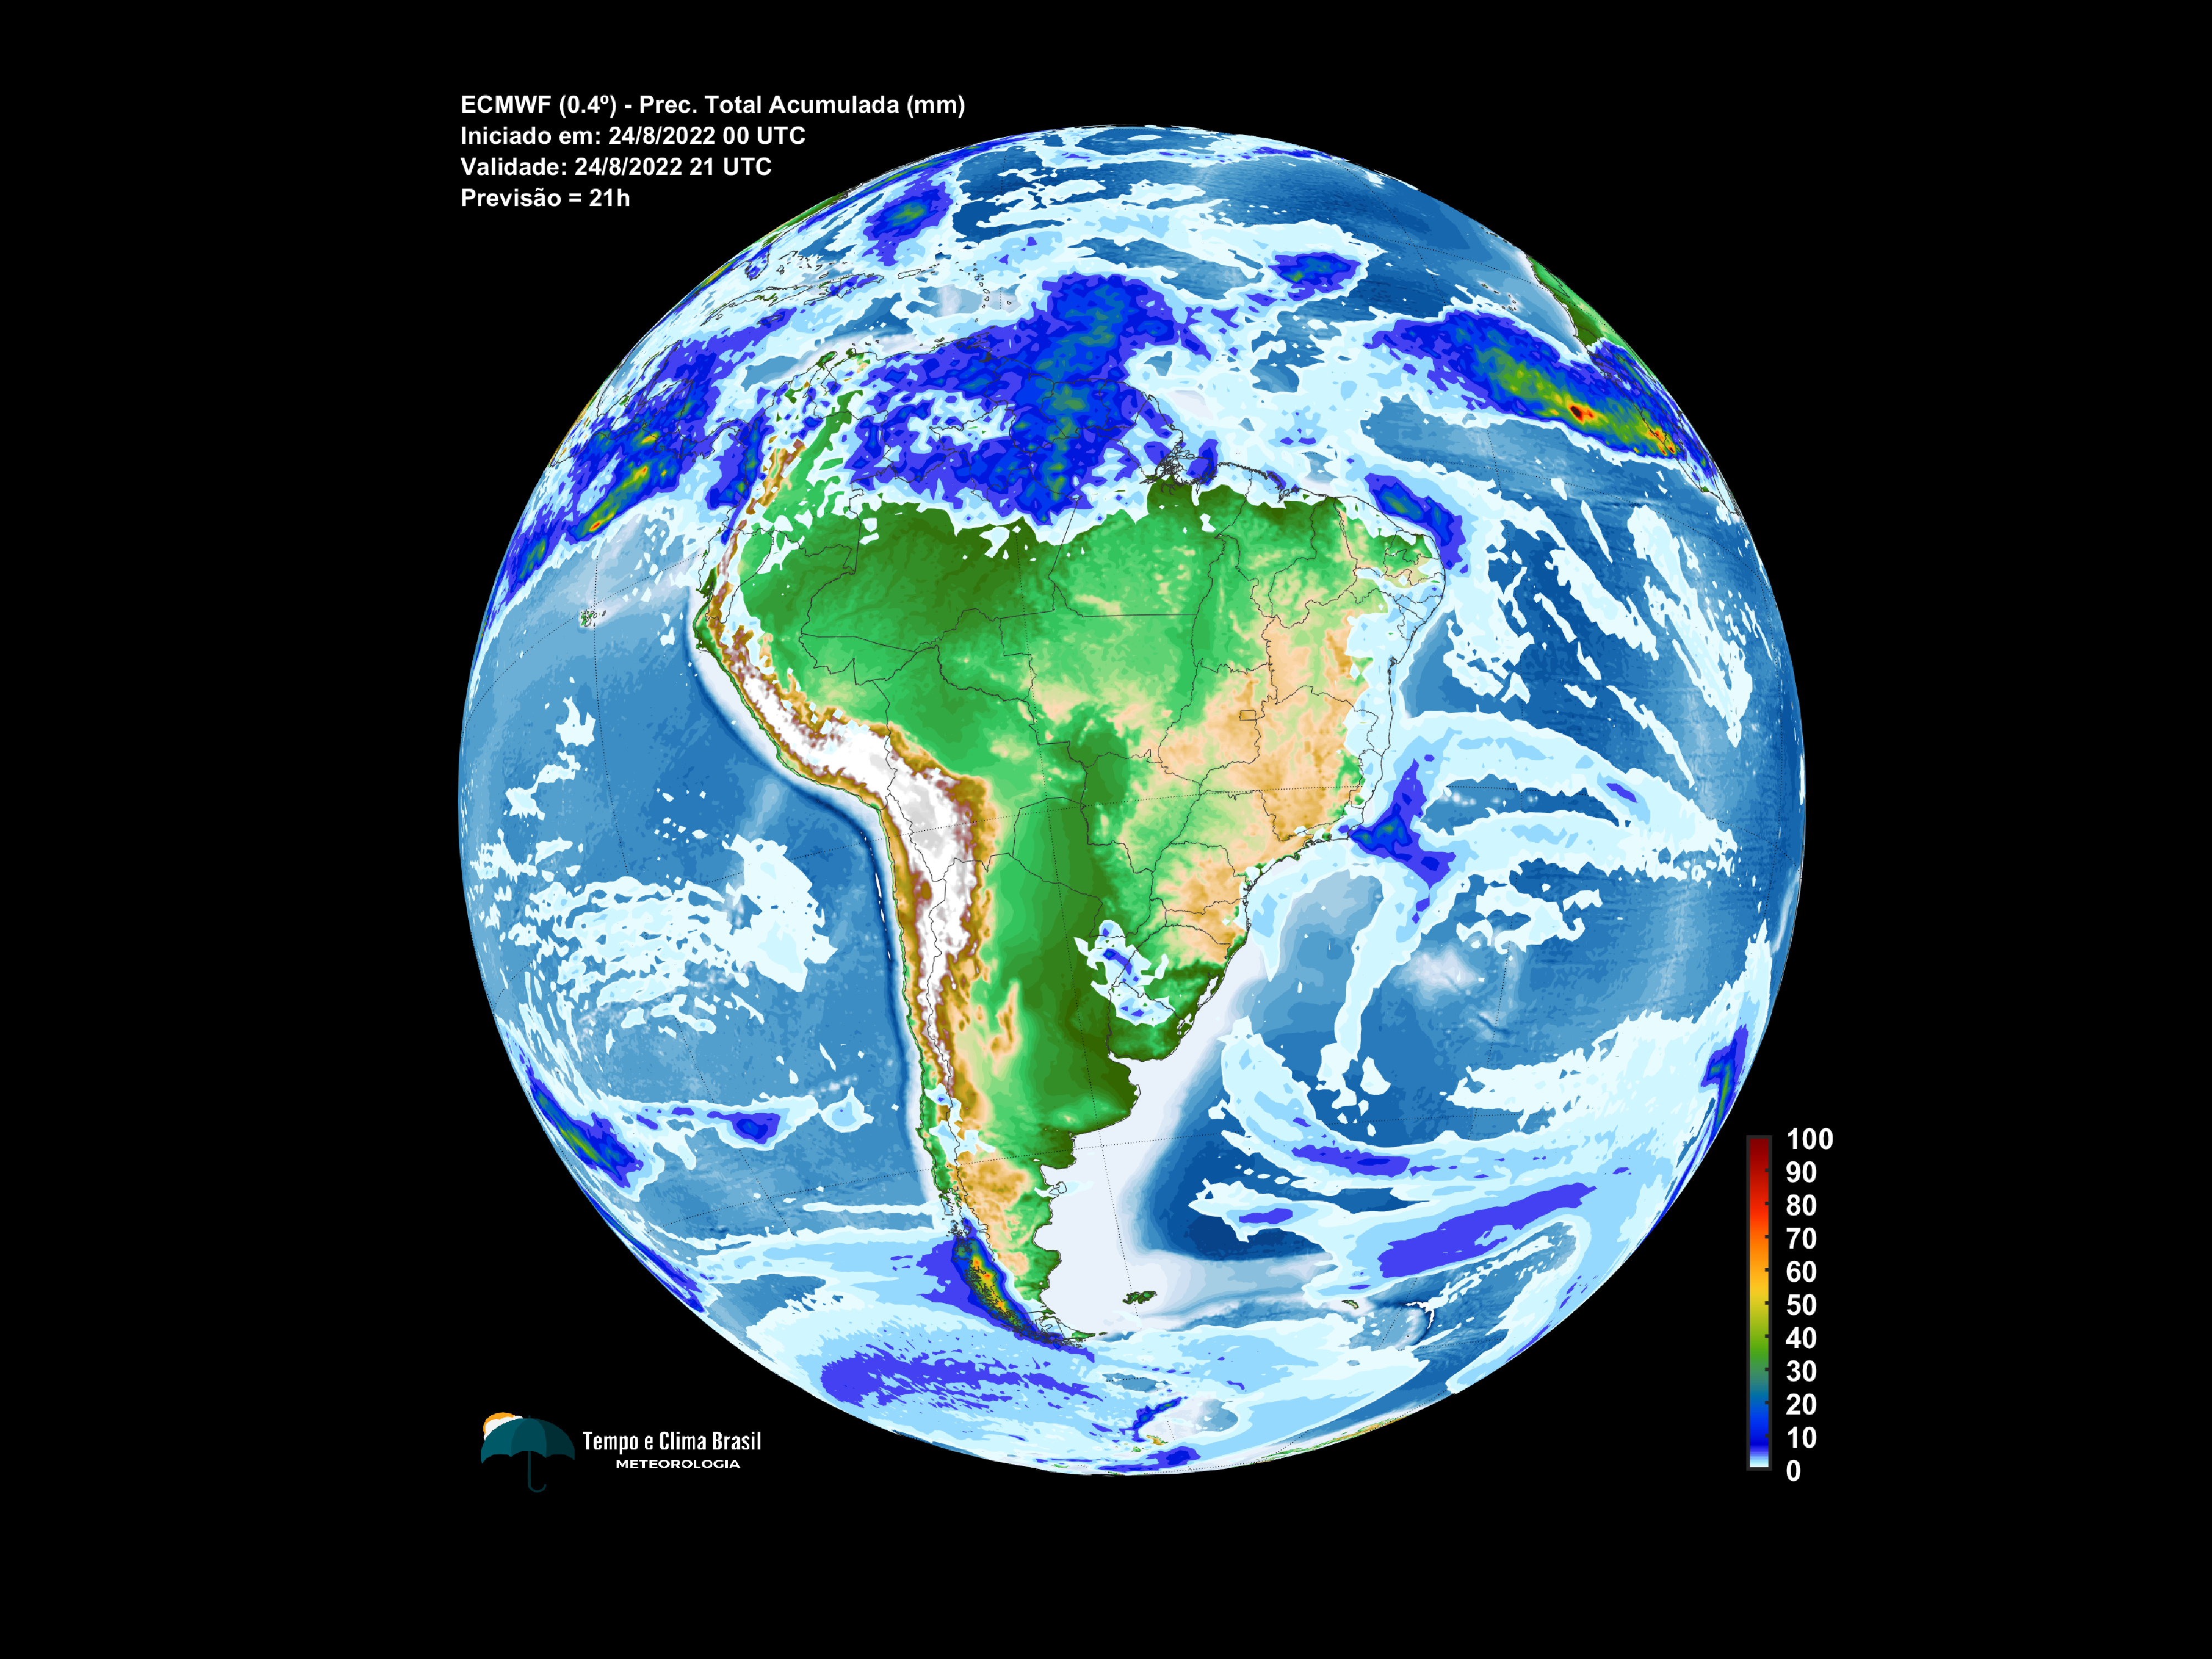 ECMWF (0.4º) - Prec. Total Acumulada (mm)
Iniciado em: 24/8/2022 00 UTC
Validade: 24/8/2022 21 UTC
Previsão = 21h
100
90
80
70
60
50
40
30
20
10
0
Tempo e Clima Brasil
METEOROLOGIA